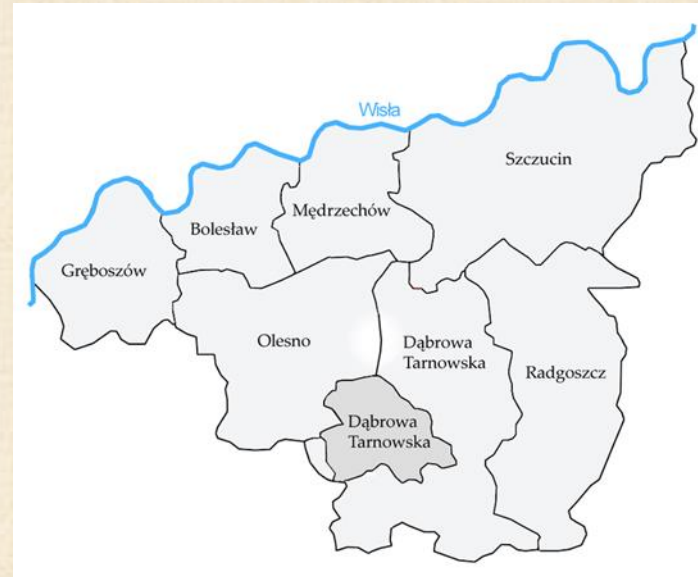 Wisła
Szczucin
Mędrzechów
Bolesław
Gręboszów
Olesno
Dąbrowa
Tarnowska
Radgoszcz
Dąbrowa
Tarnowska